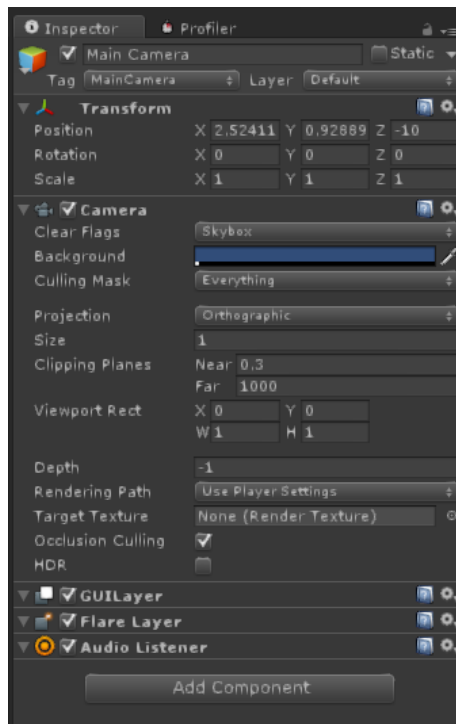 Inspector Profiler
Main Camera Static
Tag MainCamera Layer Default
Transform
Position X 2,52411 Y 0,92889 Z -10
Rotation X 0 Y 0 Z 0
Scale X 1 Y 1 Z 1
Camera
Clear Flags Skybox
Background
Culling Mask Everything
Projection Orthographic
Size 1
Clipping Planes Near 0,3
Far 1000
Viewport Rect X 0 Y 0
W 1 H 1
Depth -1
Rendering Path Use Player Settings
Target Texture None (Render Texture)
Occlusion Culling
HDR
GUILayer
Flare Layer
Audio Listener
Add Component